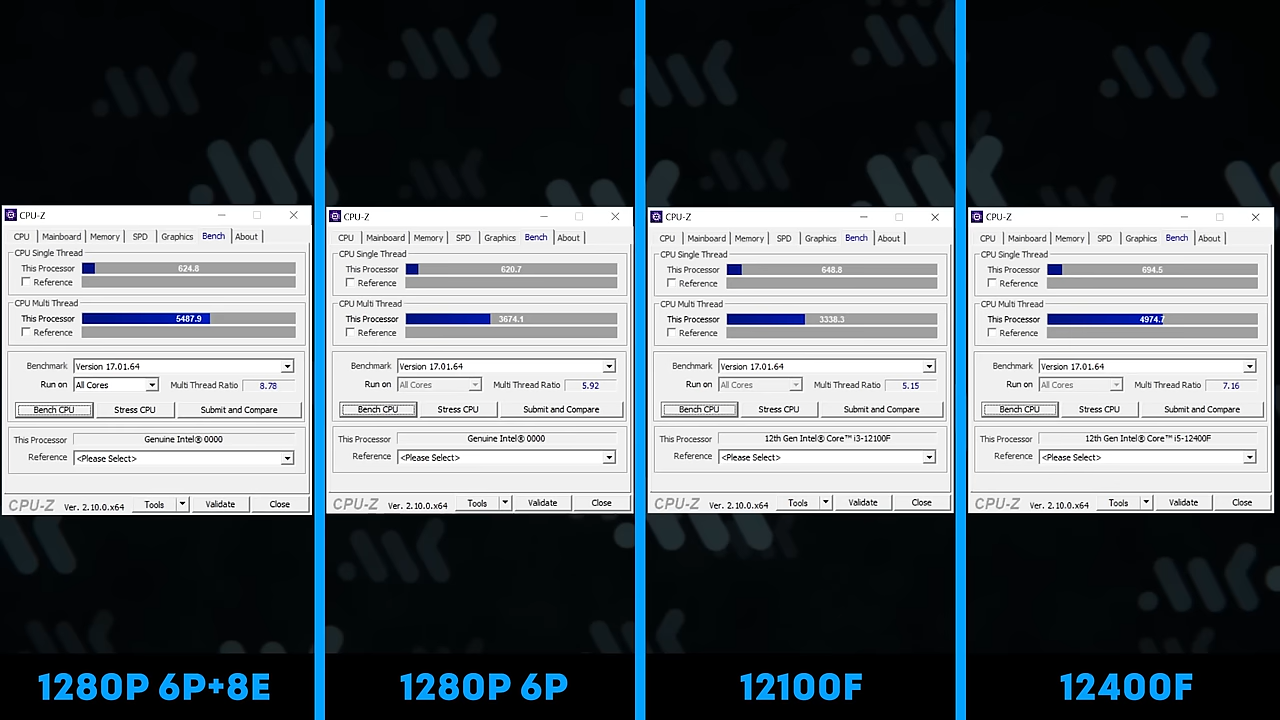 CPU-Z
CPU Mainboard Memory SPD Graphics Bench About
CPU Single Thread
This Processor 624.8
Reference
CPU Multi Thread
This Processor 5487.9
Reference
Benchmark Version 17.01.64
Run on All Cores Multi Thread Ratio 8.78
Bench CPU Stress CPU Submit and Compare
This Processor Genuine Intel® 0000
Reference <Please Select>
CPU-Z Ver. 2.10.0.x64 Tools Validate Close
1280P 6P+8E
CPU-Z
CPU Mainboard Memory SPD Graphics Bench About
CPU Single Thread
This Processor 620.7
Reference
CPU Multi Thread
This Processor 3674.1
Reference
Benchmark Version 17.01.64
Run on All Cores Multi Thread Ratio 5.92
Bench CPU Stress CPU Submit and Compare
This Processor Genuine Intel® 0000
Reference <Please Select>
CPU-Z Ver. 2.10.0.x64 Tools Validate Close
1280P 6P
CPU-Z
CPU Mainboard Memory SPD Graphics Bench About
CPU Single Thread
This Processor 648.8
Reference
CPU Multi Thread
This Processor 3338.3
Reference
Benchmark Version 17.01.64
Run on All Cores Multi Thread Ratio 5.15
Bench CPU Stress CPU Submit and Compare
This Processor 12th Gen Intel® Core™ i3-12100F
Reference <Please Select>
CPU-Z Ver. 2.10.0.x64 Tools Validate Close
12100F
CPU-Z
CPU Mainboard Memory SPD Graphics Bench About
CPU Single Thread
This Processor 694.5
Reference
CPU Multi Thread
This Processor 4974.7
Reference
Benchmark Version 17.01.64
Run on All Cores Multi Thread Ratio 7.16
Bench CPU Stress CPU Submit and Compare
This Processor 12th Gen Intel® Core™ i5-12400F
Reference <Please Select>
CPU-Z Ver. 2.10.0.x64 Tools Validate Close
12400F